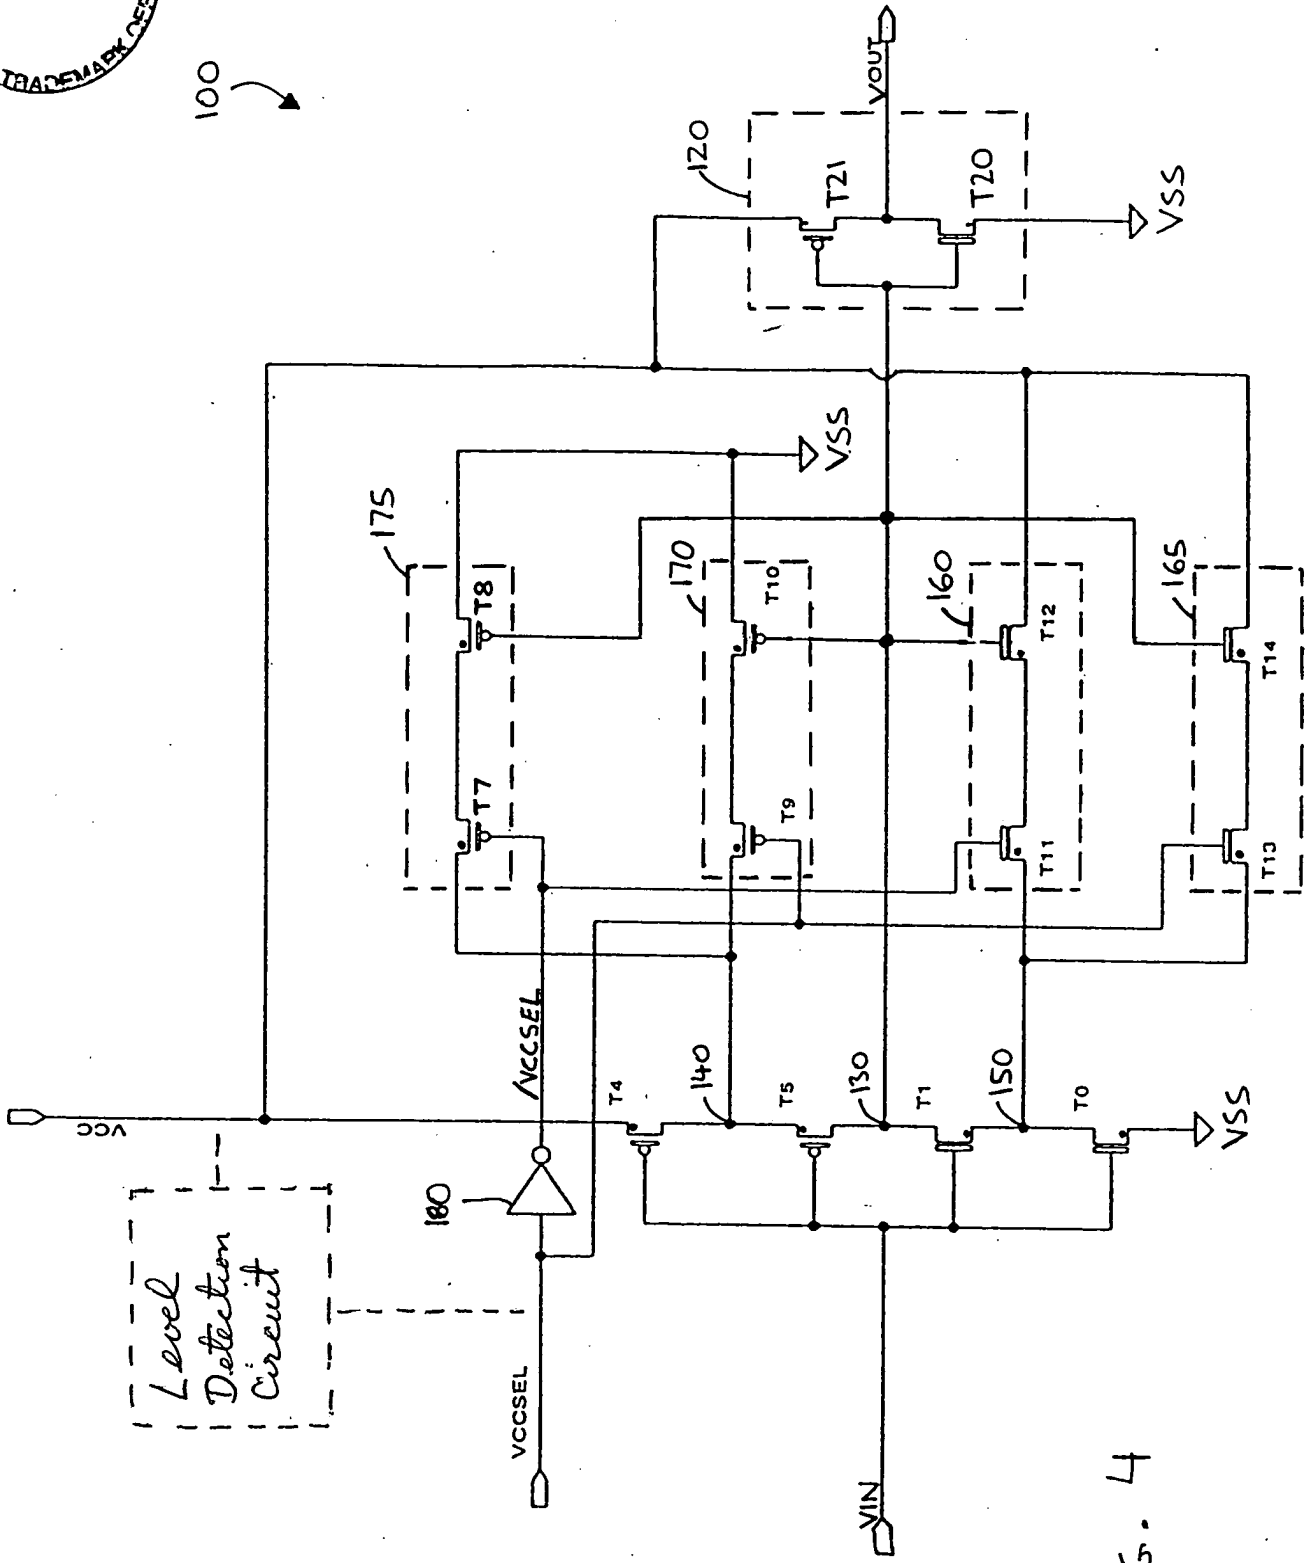 TRADEMARK
100
VCC
Level
Detection
Circuit
VCCSEL
180
/VCCSEL
175
T7
T8
170
T9
T10
VSS
160
T11
T12
165
T13
T14
VIN
T4
140
T5
130
T1
150
T0
VSS
120
T21
T20
VSS
VOUT
4